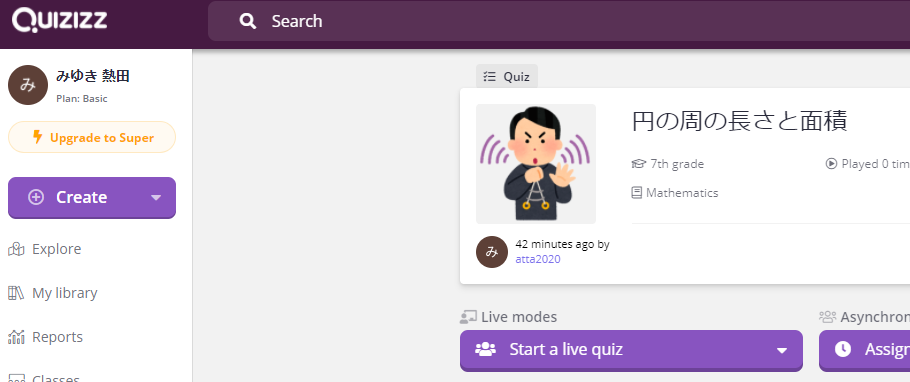 Quizizz
Search
み
みゆき 熱田
Plan: Basic
Upgrade to Super
Create
Explore
My library
Reports
Classes
Quiz
円の周の長さと面積
7th grade
Played 0 tim
Mathematics
み
42 minutes ago by
atta2020
Live modes
Asynchron
Start a live quiz
Assign